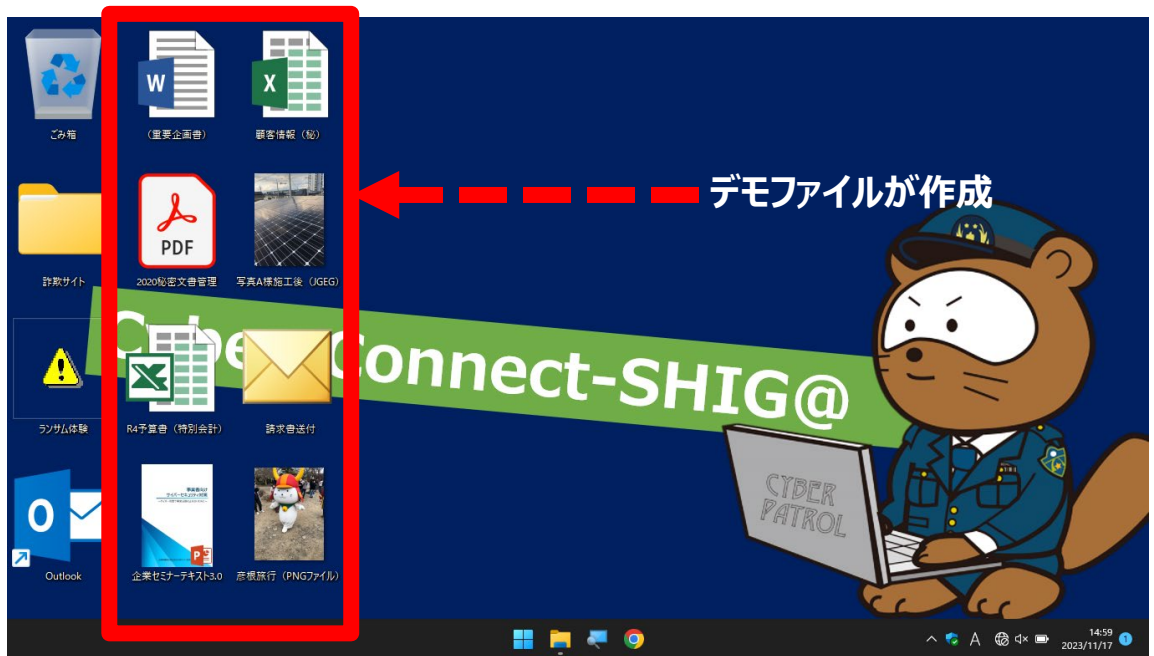 ごみ箱
(重要企画書)
顧客情報(秘)
デモファイルが作成
PDF
詐欺サイト
2020秘密文書管理
写真A様施工後(JGEG)
onnect-SHIG@
ランサム体験
R4予算書(特別会計)
請求書送付
CYBER
PATROL
Outlook
企業セミナーテキスト3.0
彦根旅行(PNGファイル)
14:59
2023/11/17